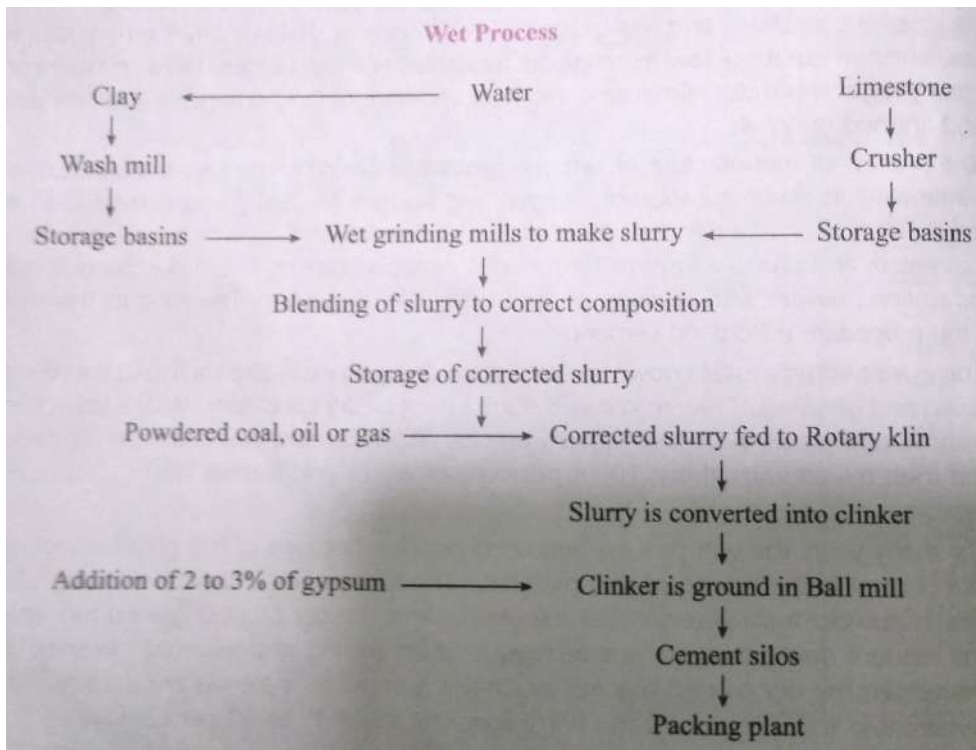 Wet Process
Clay Water Limestone
Wash mill Crusher
Storage basins Wet grinding mills to make slurry Storage basins
Blending of slurry to correct composition
Storage of corrected slurry
Powdered coal, oil or gas Corrected slurry fed to Rotary klin
Slurry is converted into clinker
Addition of 2 to 3% of gypsum Clinker is ground in Ball mill
Cement silos
Packing plant